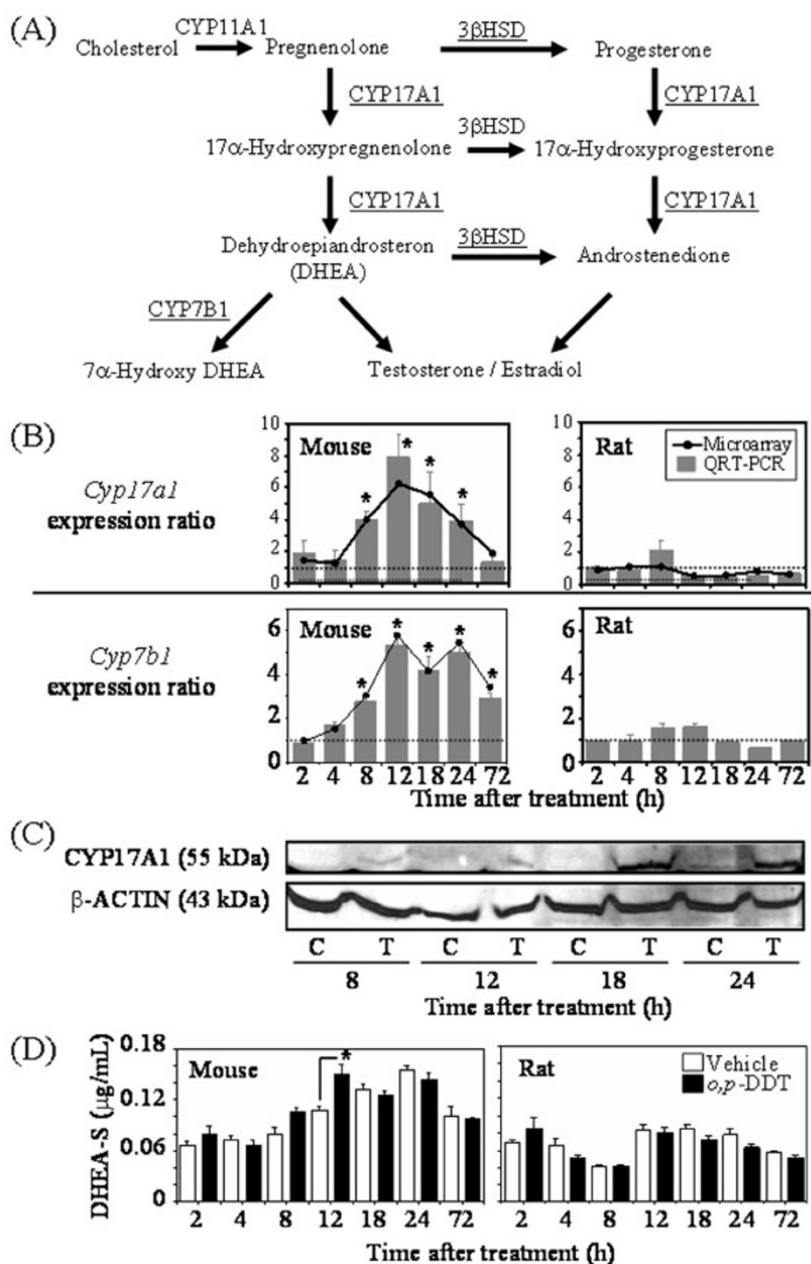 (A)
CYP11A1
Cholesterol Pregnenolone 3βHSD Progesterone
CYP17A1 CYP17A1
3βHSD
17α-Hydroxypregnenolone 17α-Hydroxyprogesterone
CYP17A1 CYP17A1
Dehydroepiandrosteron 3βHSD Androstenedione
(DHEA)
CYP7B1
7α-Hydroxy DHEA Testosterone / Estradiol
(B)
Cyp17a1
expression ratio
10
8
6
4
2
0
Mouse
* * * *
10
8
6
4
2
0
Rat
Microarray
QRT-PCR
Cyp7b1
expression ratio
6
4
2
0
Mouse
* * * * *
2 4 8 12 18 24 72
6
4
2
0
Rat
2 4 8 12 18 24 72
Time after treatment (h)
(C)
CYP17A1 (55 kDa)
β-ACTIN (43 kDa)
C T C T C T C T
8 12 18 24
Time after treatment (h)
(D)
DHEA-S (µg/mL)
0.18
0.12
0.06
0
Mouse
*
2 4 8 12 18 24 72
Rat
Vehicle
o,p-DDT
2 4 8 12 18 24 72
Time after treatment (h)